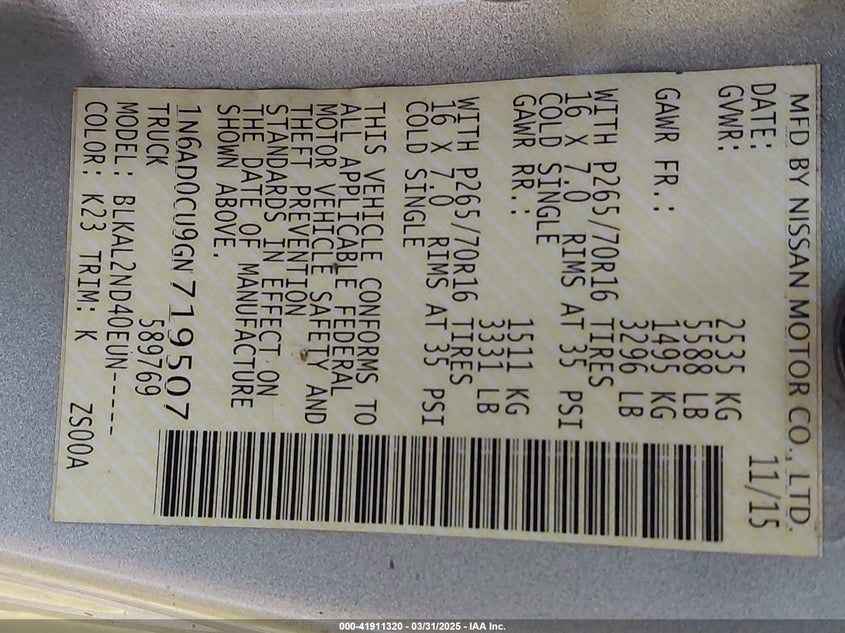 MFD BY NISSAN MOTOR CO., LTD.
DATE: 11/15
GVWR: 2535 KG
5588 LB
GAWR FR.: 1495 KG
3296 LB
WITH P265/70R16 TIRES
16 X 7.0 RIMS AT 35 PSI
COLD SINGLE
GAWR RR.: 1511 KG
3331 LB
WITH P265/70R16 TIRES
16 X 7.0 RIMS AT 35 PSI
COLD SINGLE
THIS VEHICLE CONFORMS TO
ALL APPLICABLE FEDERAL
MOTOR VEHICLE SAFETY AND
THEFT PREVENTION
STANDARDS IN EFFECT ON
THE DATE OF MANUFACTURE
SHOWN ABOVE.
1N6AD0CU9GN719507
TRUCK 589769
MODEL: BLKAL2ND40EUN-----
COLOR: K23 TRIM: K ZS00A
000-41911320 - 03/31/2025 - IAA Inc.